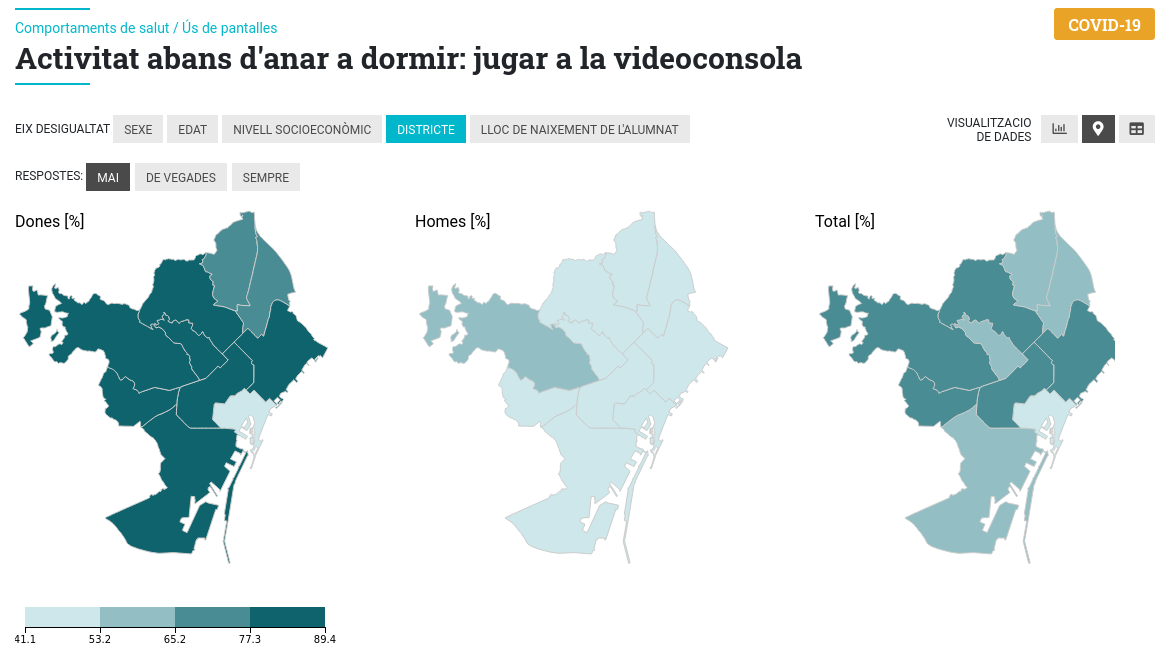 Comportaments de salut / Ús de pantalles
COVID-19
Activitat abans d'anar a dormir: jugar a la videoconsola
EIX DESIGUALTAT SEXE EDAT NIVELL SOCIOECONÒMIC DISTRICTE LLOC DE NAIXEMENT DE L'ALUMNAT
VISUALITZACIO
DE DADES
RESPOSTES: MAI DE VEGADES SEMPRE
Dones [%] Homes [%] Total [%]
41.1 53.2 65.2 77.3 89.4